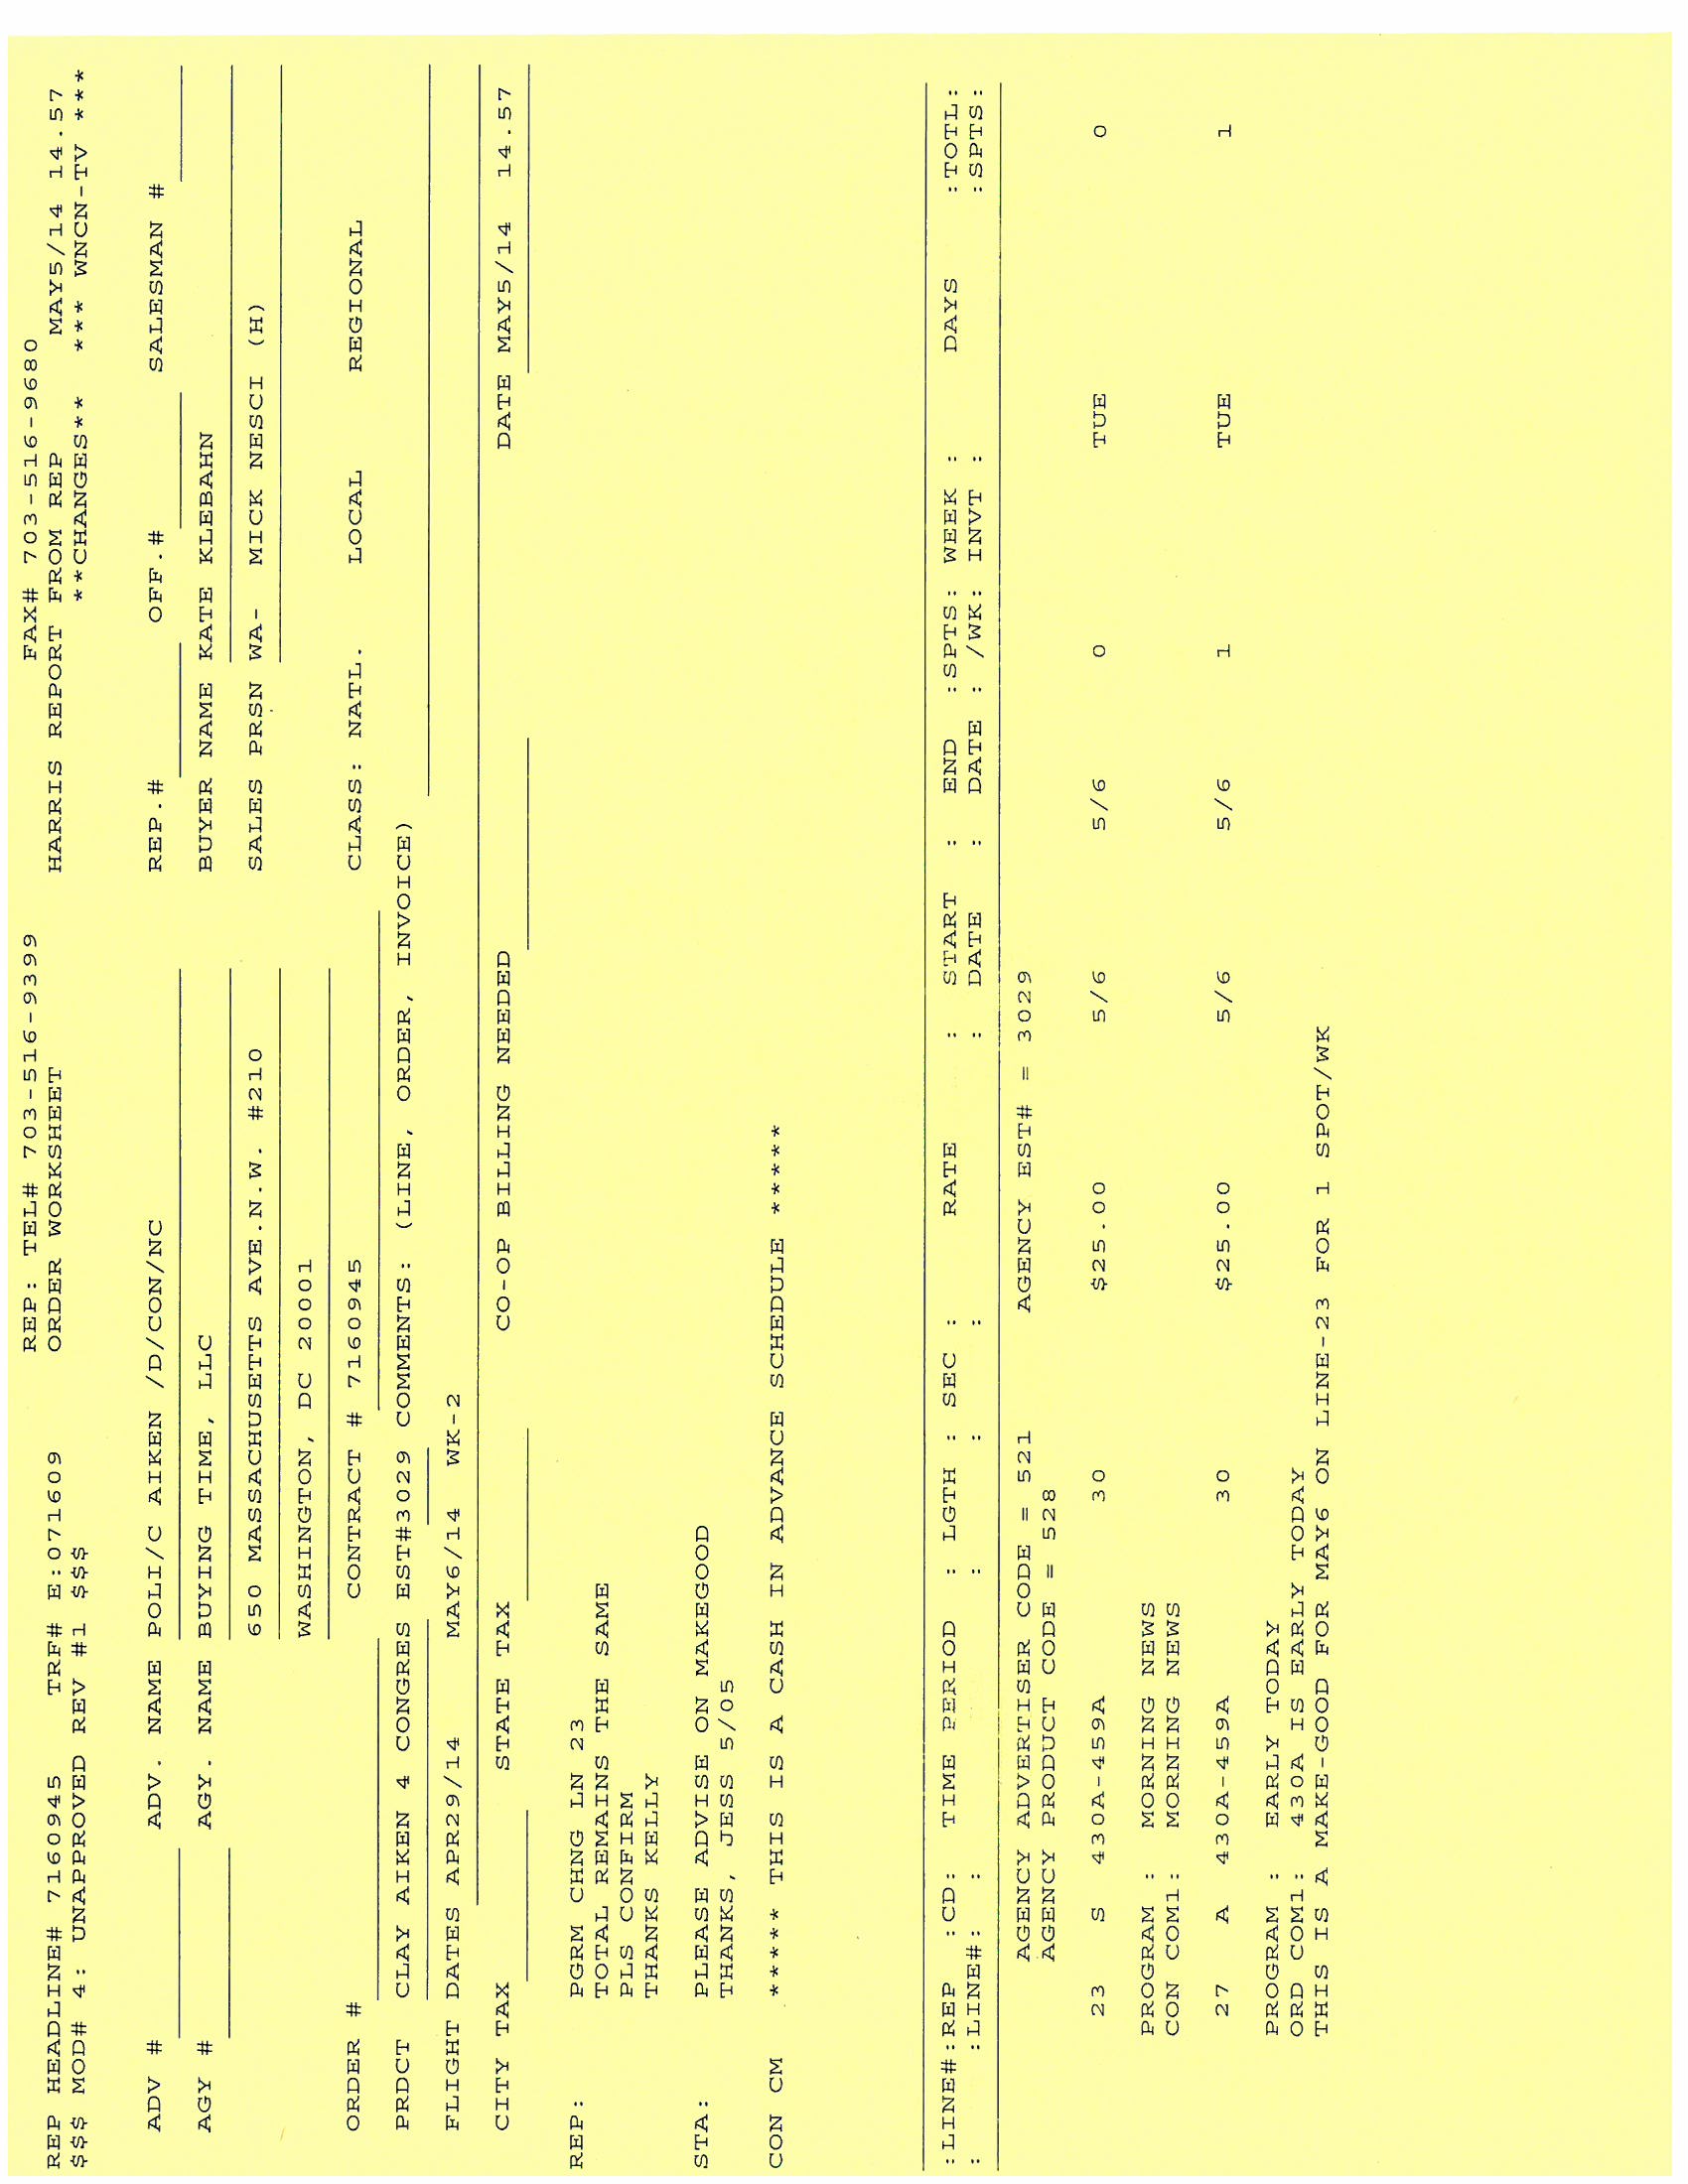 REP: TEL# 703-516-9399 FAX# 703-516-9680
REP HEADLINE# 7160945 TRF# E:071609 ORDER WORKSHEET HARRIS REPORT FROM REP MAY5/14 14.57
$$$ MOD# 4: UNAPPROVED REV #1 $$$ **CHANGES** *** WNCN-TV ***
ADV # ADV. NAME POLI/C AIKEN /D/CON/NC REP.# OFF.# SALESMAN #
AGY # AGY. NAME BUYING TIME, LLC BUYER NAME KATE KLEBAHN
650 MASSACHUSETTS AVE.N.W. #210 SALES PRSN WA- MICK NESCI (H)
WASHINGTON, DC 20001
ORDER # CONTRACT # 7160945 CLASS: NATL. LOCAL REGIONAL
PRDCT CLAY AIKEN 4 CONGRES EST#3029 COMMENTS: (LINE, ORDER, INVOICE)
FLIGHT DATES APR29/14 MAY6/14 WK-2
CITY TAX STATE TAX CO-OP BILLING NEEDED DATE MAY5/14 14.57
REP: PGRM CHNG LN 23
TOTAL REMAINS THE SAME
PLS CONFIRM
THANKS KELLY
STA: PLEASE ADVISE ON MAKEGOOD
THANKS, JESS 5/05
CON CM ***** THIS IS A CASH IN ADVANCE SCHEDULE *****
:LINE#:REP :CD: TIME PERIOD : LGTH : SEC : RATE : START : END :SPTS: WEEK : DAYS :TOTL:
: :LINE#: : : : : DATE : DATE : /WK: INVT : :SPTS:
AGENCY ADVERTISER CODE = 521 AGENCY EST# = 3029
AGENCY PRODUCT CODE = 528
23 S 430A-459A 30 $25.00 5/6 5/6 0 TUE 0
PROGRAM : MORNING NEWS
CON COM1: MORNING NEWS
27 A 430A-459A 30 $25.00 5/6 5/6 1 TUE 1
PROGRAM : EARLY TODAY
ORD COM1: 430A IS EARLY TODAY
THIS IS A MAKE-GOOD FOR MAY6 ON LINE-23 FOR 1 SPOT/WK